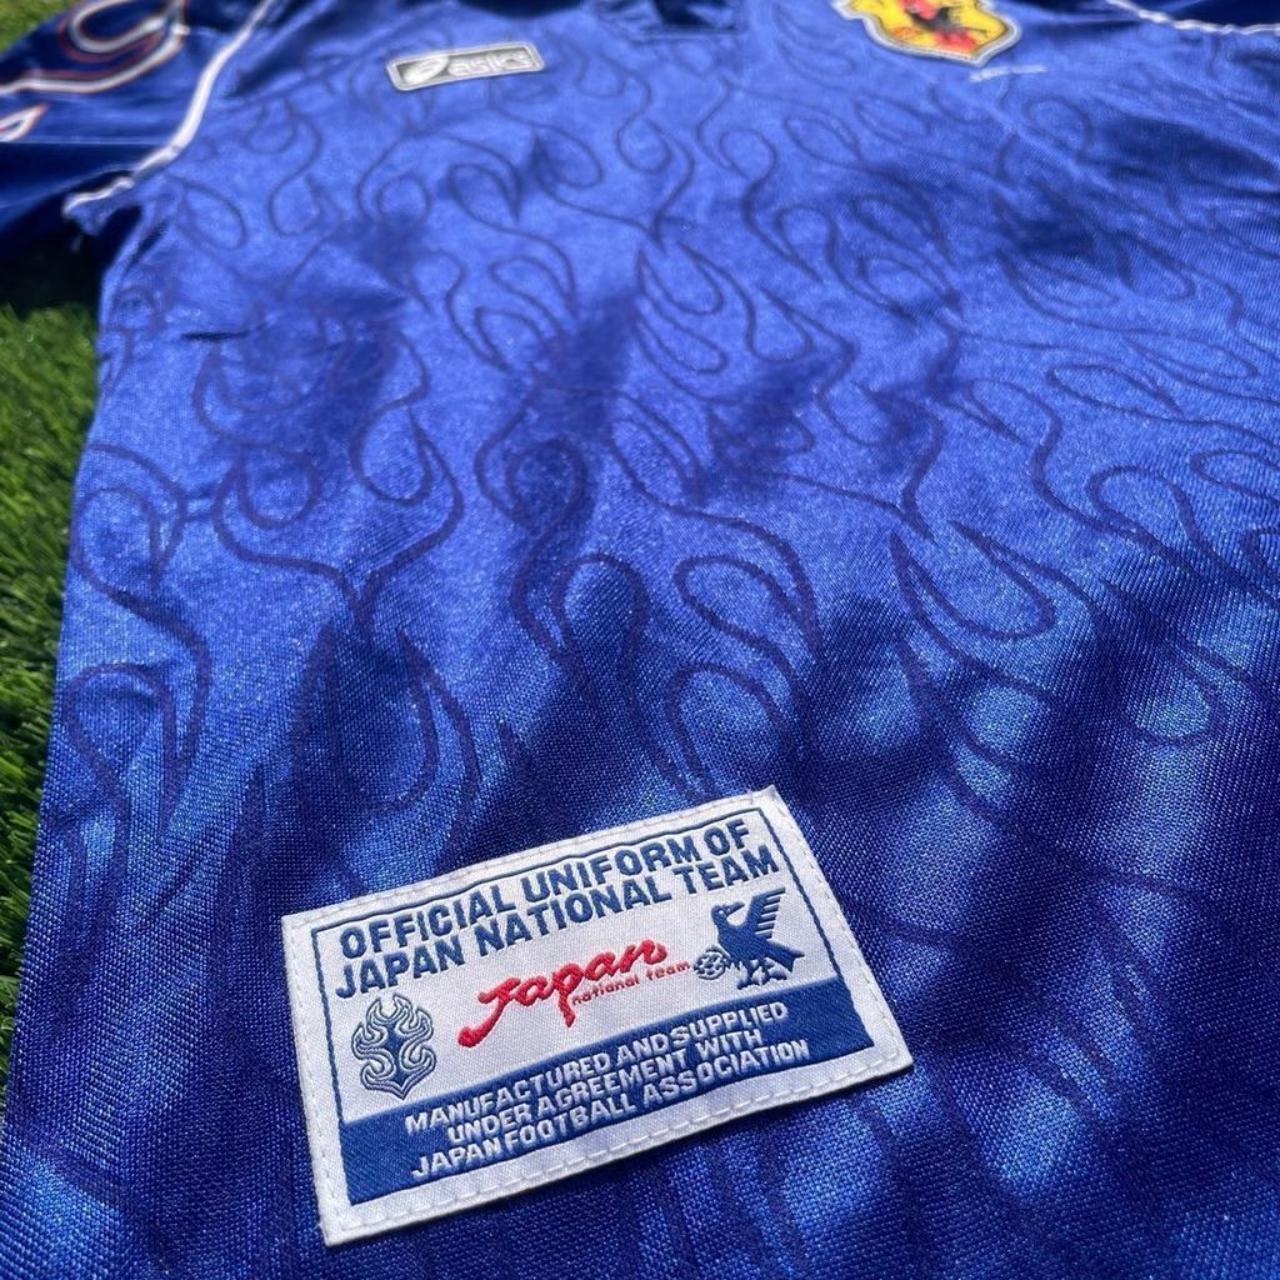 asics
OFFICIAL UNIFORM OF
JAPAN NATIONAL TEAM
Japan
national team
MANUFACTURED AND SUPPLIED
UNDER AGREEMENT WITH
JAPAN FOOTBALL ASSOCIATION